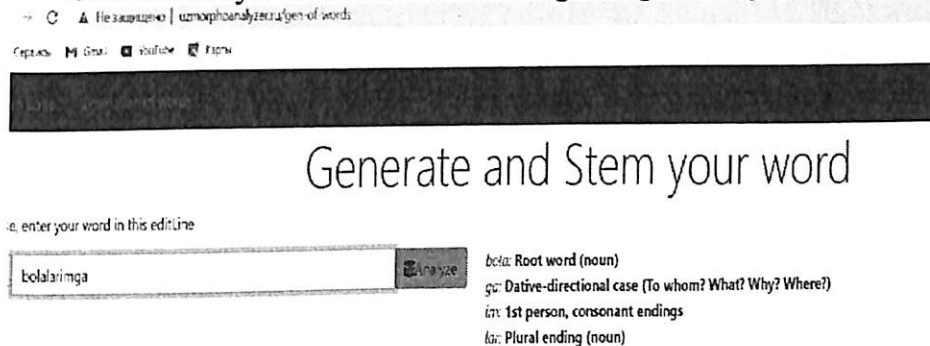 Не защищено | uzmorphoanalyzer.ru/gen-of-words
Сервисы Gmail YouTube Карты
Generate and Stem your word
e, enter your word in this editLine
bolalarimga
Analyze
bola: Root word (noun)
ga: Dative-directional case (To whom? What? Why? Where?)
im: 1st person, consonant endings
lar: Plural ending (noun)